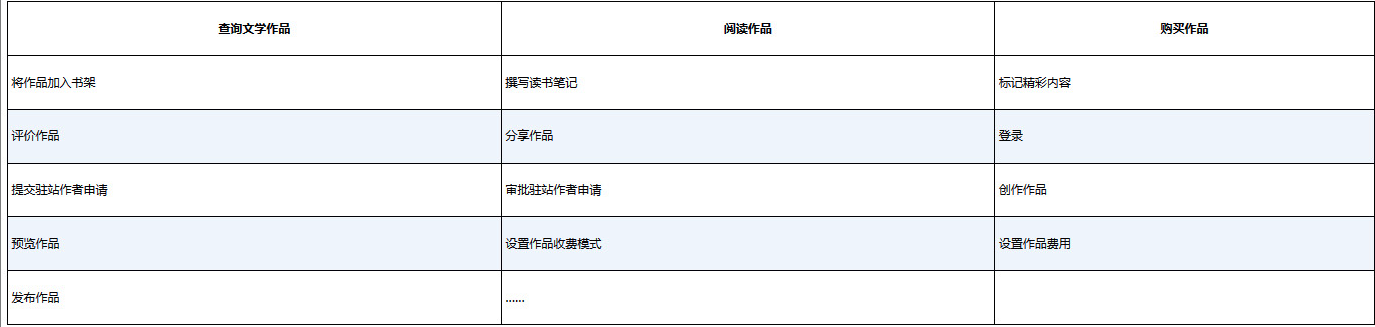 查询文学作品 阅读作品 购买作品
将作品加入书架 撰写读书笔记 标记精彩内容
评价作品 分享作品 登录
提交驻站作者申请 审批驻站作者申请 创作作品
预览作品 设置作品收费模式 设置作品费用
发布作品 ......